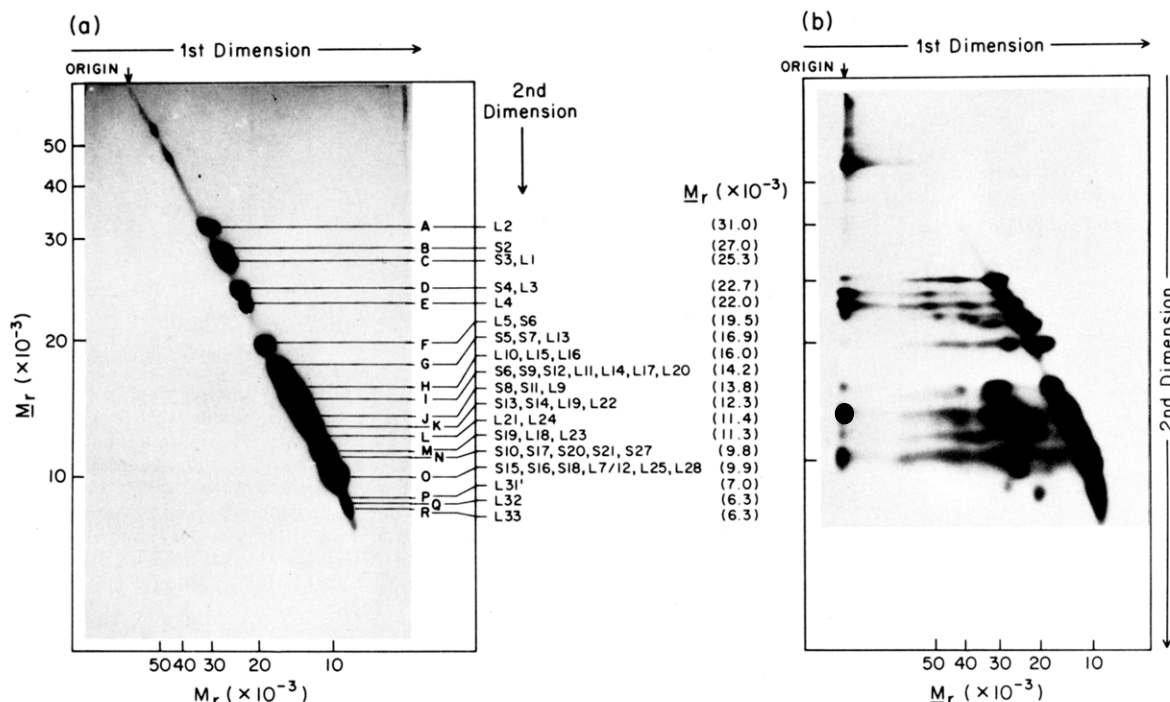 (a)
1st Dimension
ORIGIN
2nd
Dimension
50
40
30
20
10
Mr (×10⁻³)
A L2
B S2
C S3, L1
D S4, L3
E L4
F L5, S6
G S5, S7, L13
H L10, L15, L16
I S6, S9, S12, L11, L14, L17, L20
J S8, S11, L9
K S13, S14, L19, L22
L L21, L24
M S19, L18, L23
N S10, S17, S20, S21, S27
O S15, S16, S18, L7/12, L25, L28
P L31'
Q L32
R L33
50 40 30 20 10
Mr (×10⁻³)
Mr (×10⁻³)
(31.0)
(27.0)
(25.3)
(22.7)
(22.0)
(19.5)
(16.9)
(16.0)
(14.2)
(13.8)
(12.3)
(11.4)
(11.3)
(9.8)
(9.9)
(7.0)
(6.3)
(6.3)
(b)
1st Dimension
ORIGIN
2nd Dimension
50 40 30 20 10
Mr (×10⁻³)